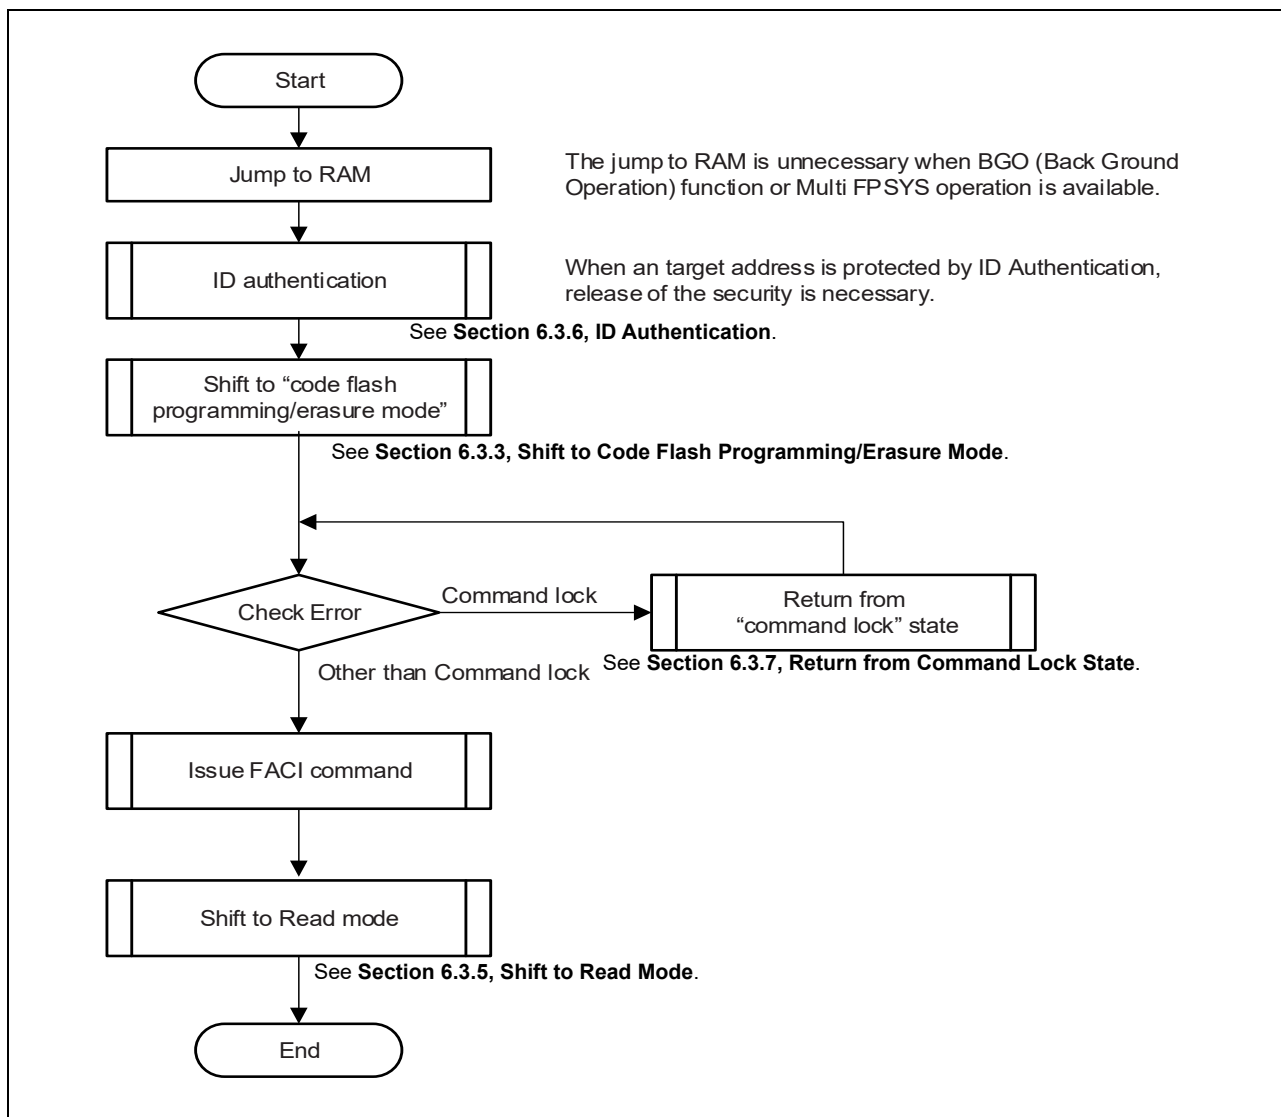 Start
Jump to RAM
The jump to RAM is unnecessary when BGO (Back Ground
Operation) function or Multi FPSYS operation is available.
ID authentication
When an target address is protected by ID Authentication,
release of the security is necessary.
See Section 6.3.6, ID Authentication.
Shift to “code flash
programming/erasure mode”
See Section 6.3.3, Shift to Code Flash Programming/Erasure Mode.
Check Error
Command lock
Return from
“command lock” state
See Section 6.3.7, Return from Command Lock State.
Other than Command lock
Issue FACI command
Shift to Read mode
See Section 6.3.5, Shift to Read Mode.
End